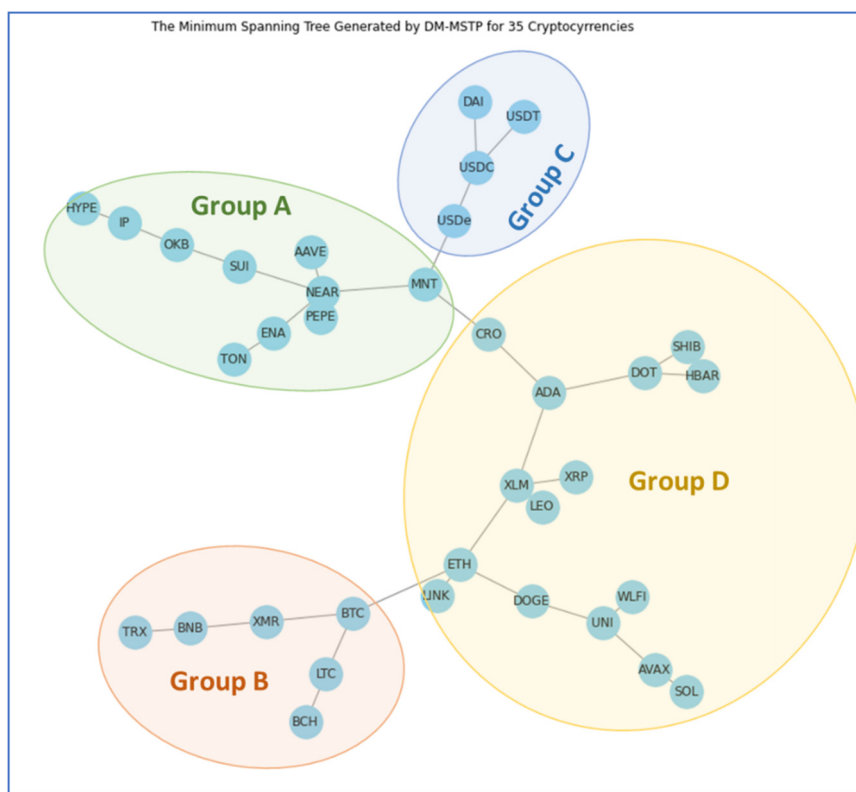 The Minimum Spanning Tree Generated by DM-MSTP for 35 Cryptocyrrencies
DAI
USDT
USDC
Group C
USDe
Group A
HYPE
IP
OKB
AAVE
SUI
NEAR
MNT
PEPE
ENA
TON
CRO
SHIB
DOT
HBAR
ADA
XLM
XRP
Group D
LEO
ETH
LINK
DOGE
WLFI
UNI
BTC
XMR
BNB
TRX
AVAX
LTC
Group B
SOL
BCH